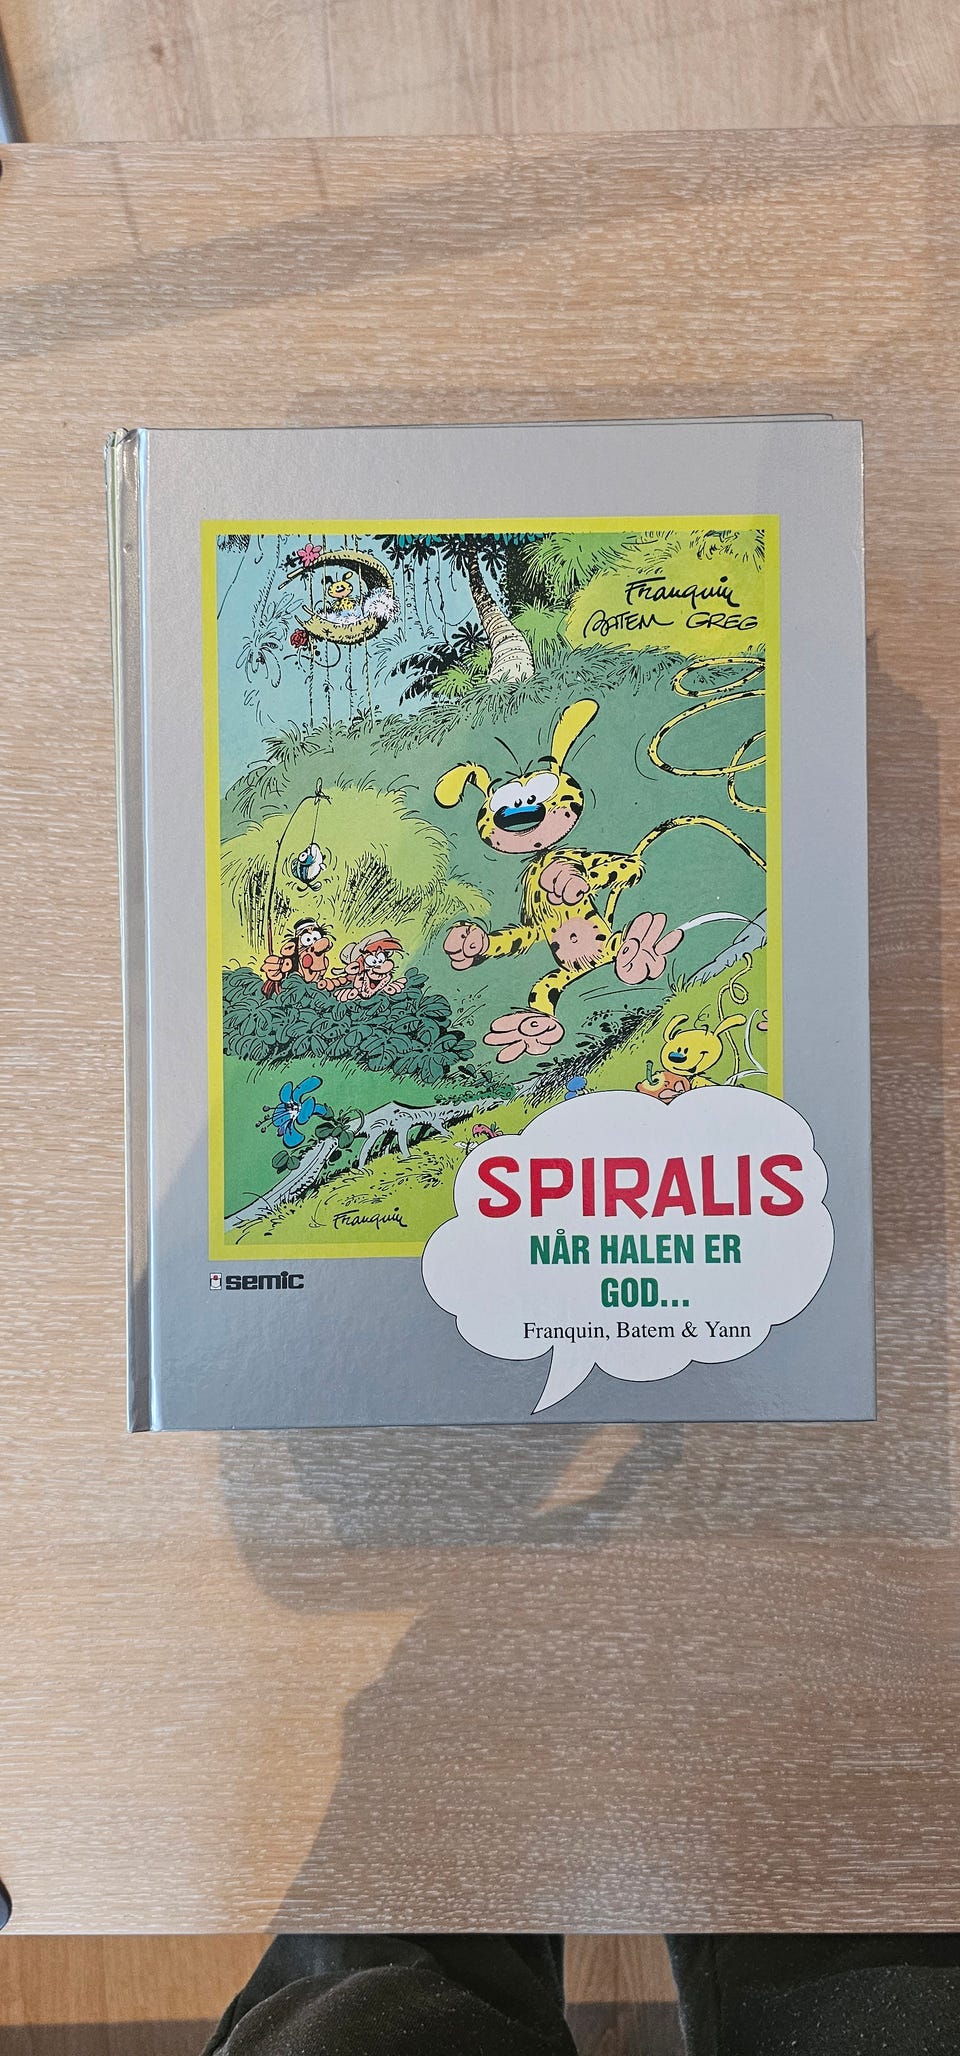 Franquin
BATEM GREG
Franquin
SPIRALIS
NÅR HALEN ER
GOD...
Franquin, Batem & Yann
semic